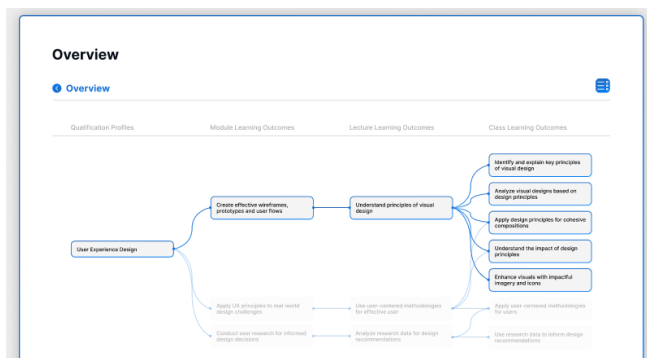 Overview
Overview
Qualification Profiles
Module Learning Outcomes
Lecture Learning Outcomes
Class Learning Outcomes
Identify and explain key principles
of visual design
Analyze visual designs based on
design principles
Create effective wireframes,
prototypes and user flows
Understand principles of visual
design
Apply design principles for cohesive
compositions
User Experience Design
Understand the impact of design
principles
Enhance visuals with impactful
imagery and icons
Apply UX principles to real world
design challenges
Use user-centered methodologies
for effective user
Apply user-centered methodologies
for users
Conduct user research for informed
design decisions
Analyze research data for design
recommendations
Use research data to inform design
recommendations